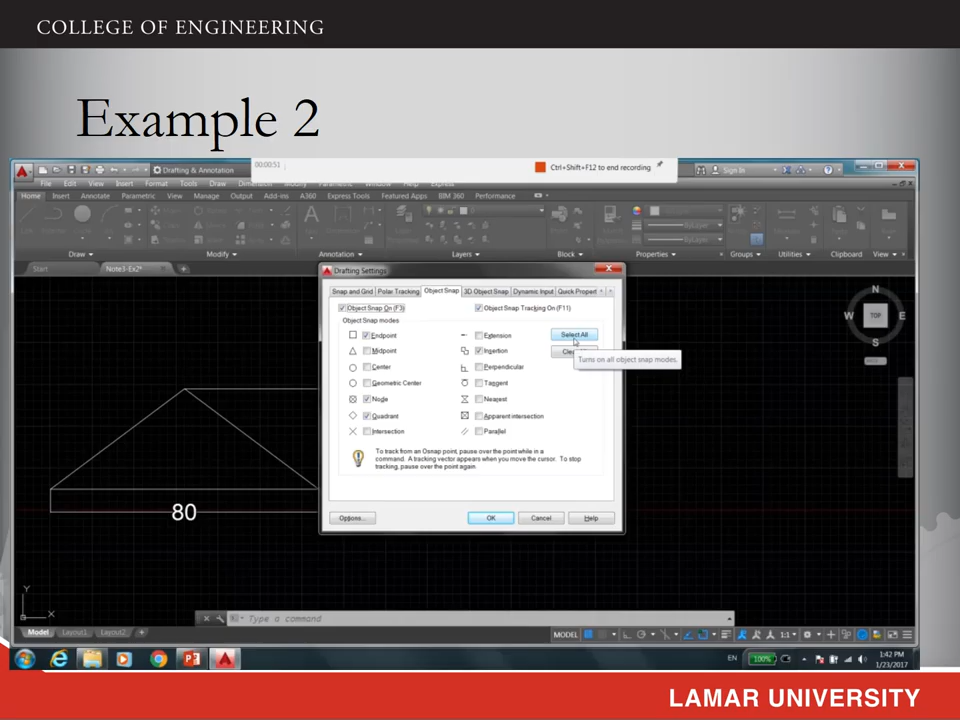 COLLEGE OF ENGINEERING
Example 2
00:00:51
Ctrl+Shift+F12 to end recording
Drafting & Annotation
Sign In
File Edit View Insert Format Tools Draw Dimension Modify Parametric Window Help Express
Home Insert Annotate Parametric View Manage Output Add-ins A360 Express Tools Featured Apps BIM 360 Performance
ByLayer
ByLayer
Draw Modify Annotation Layers Block Properties Groups Utilities Clipboard View
Start Note3-Ex2*
Drafting Settings
Snap and Grid Polar Tracking Object Snap 3D Object Snap Dynamic Input Quick Propert
Object Snap On (F3) Object Snap Tracking On (F11)
Object Snap modes
Endpoint Extension Select All
Midpoint Insertion
Turns on all object snap modes.
Center Perpendicular
Geometric Center Tangent
Node Nearest
Quadrant Apparent intersection
Intersection Parallel
To track from an Osnap point, pause over the point while in a
command. A tracking vector appears when you move the cursor. To stop
tracking, pause over the point again.
Options... OK Cancel Help
N
W TOP E
S
80
Y
X
Type a command
Model Layout1 Layout2 +
MODEL 1:1
EN 100% 1:42 PM
1/23/2017
LAMAR UNIVERSITY